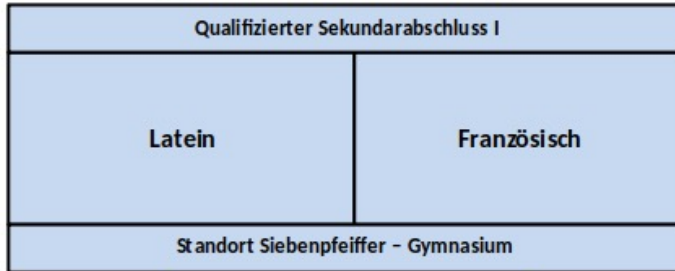 Qualifizierter Sekundarabschluss I
Latein
Französisch
Standort Siebenpfeiffer – Gymnasium